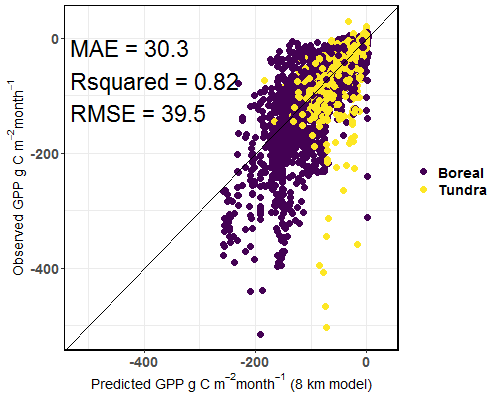 MAE = 30.3
Rsquared = 0.82
RMSE = 39.5
0
-200
-400
Observed GPP g C m⁻²month⁻¹
-400 -200 0
Predicted GPP g C m⁻²month⁻¹ (8 km model)
Boreal
Tundra